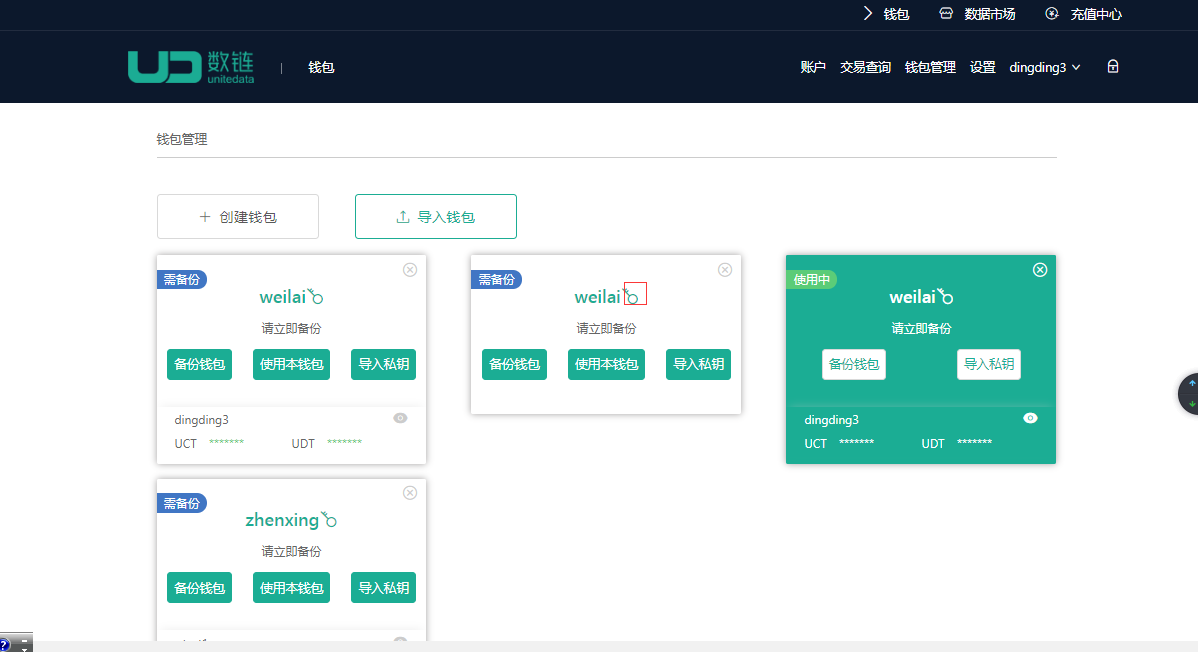 钱包 数据市场 充值中心
UD 数链 unitedata | 钱包 账户 交易查询 钱包管理 设置 dingding3
钱包管理
创建钱包 导入钱包
需备份
weilai
请立即备份
备份钱包 使用本钱包 导入私钥
dingding3
UCT ******* UDT *******
需备份
weilai
请立即备份
备份钱包 使用本钱包 导入私钥
使用中
weilai
请立即备份
备份钱包 导入私钥
dingding3
UCT ******* UDT *******
需备份
zhenxing
请立即备份
备份钱包 使用本钱包 导入私钥